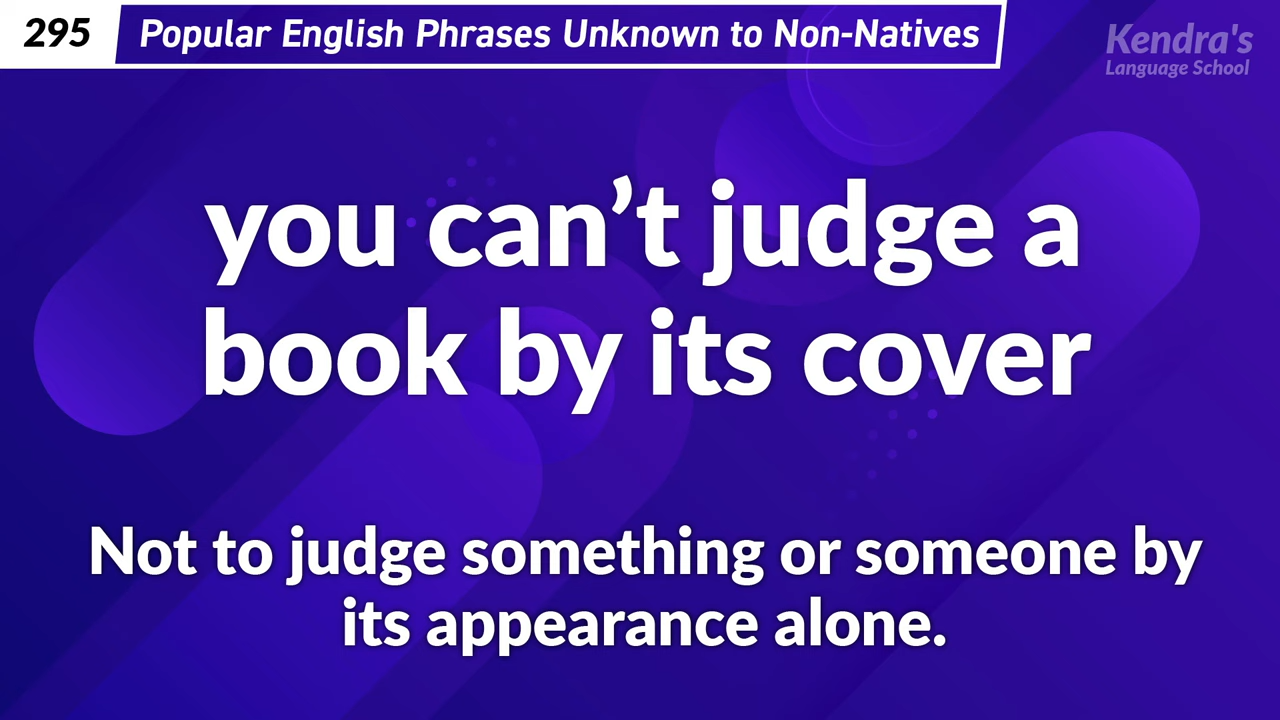 295 Popular English Phrases Unknown to Non-Natives
Kendra's
Language School
you can’t judge a
book by its cover
Not to judge something or someone by
its appearance alone.